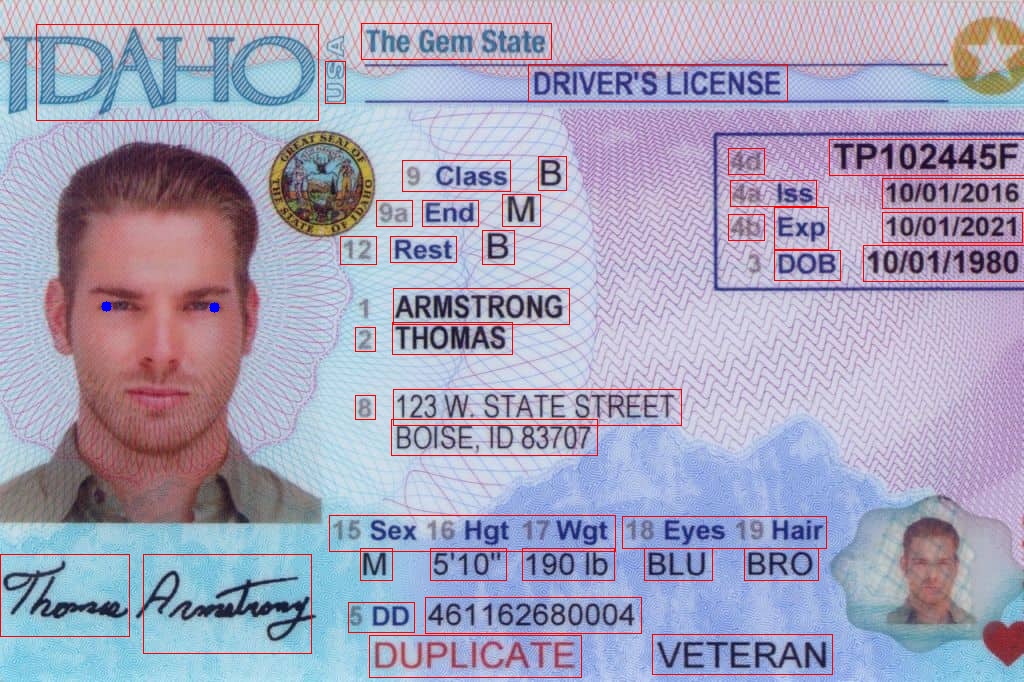 IDAHO USA The Gem State
DRIVER'S LICENSE
GREAT SEAL OF THE STATE OF IDAHO
4d TP102445F
9 Class B
4a Iss 10/01/2016
9a End M
4b Exp 10/01/2021
12 Rest B
3 DOB 10/01/1980
1 ARMSTRONG
2 THOMAS
8 123 W. STATE STREET
BOISE, ID 83707
15 Sex 16 Hgt 17 Wgt 18 Eyes 19 Hair
M 5'10" 190 lb BLU BRO
Thomas Armstrong
5 DD 461162680004
DUPLICATE VETERAN